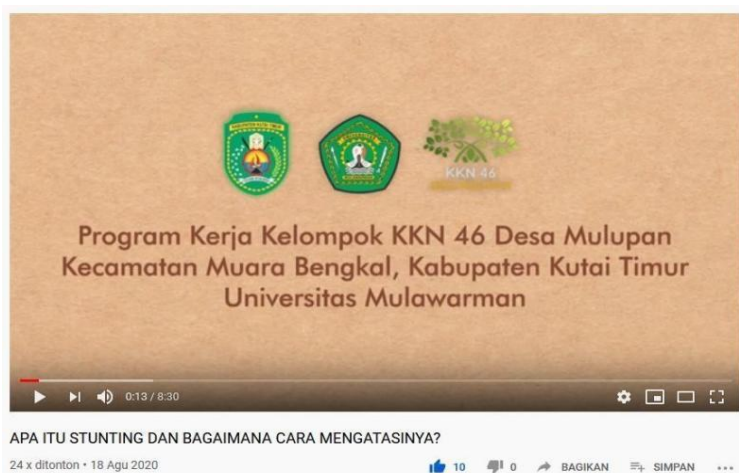 KKN 46
Program Kerja Kelompok KKN 46 Desa Mulupan
Kecamatan Muara Bengkal, Kabupaten Kutai Timur
Universitas Mulawarman
0:13 / 8:30
APA ITU STUNTING DAN BAGAIMANA CARA MENGATASINYA?
24 x ditonton • 18 Agu 2020
10
0
BAGIKAN
SIMPAN